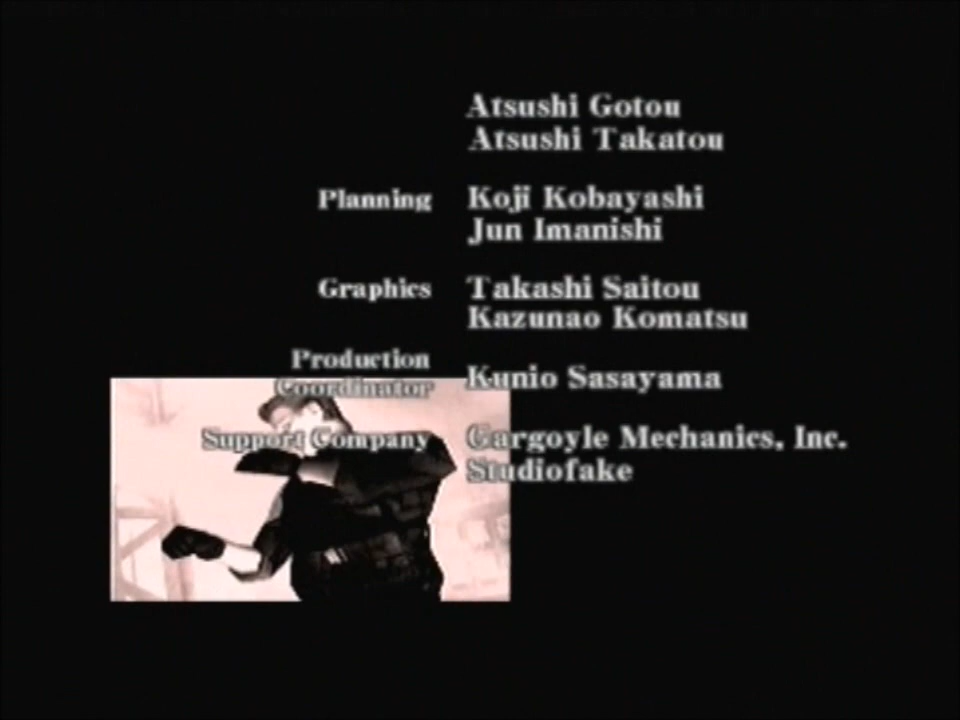 Atsushi Gotou
Atsushi Takatou
Planning Koji Kobayashi
Jun Imanishi
Graphics Takashi Saitou
Kazunao Komatsu
Production
Coordinator Kunio Sasayama
Support Company Gargoyle Mechanics, Inc.
Studiofake